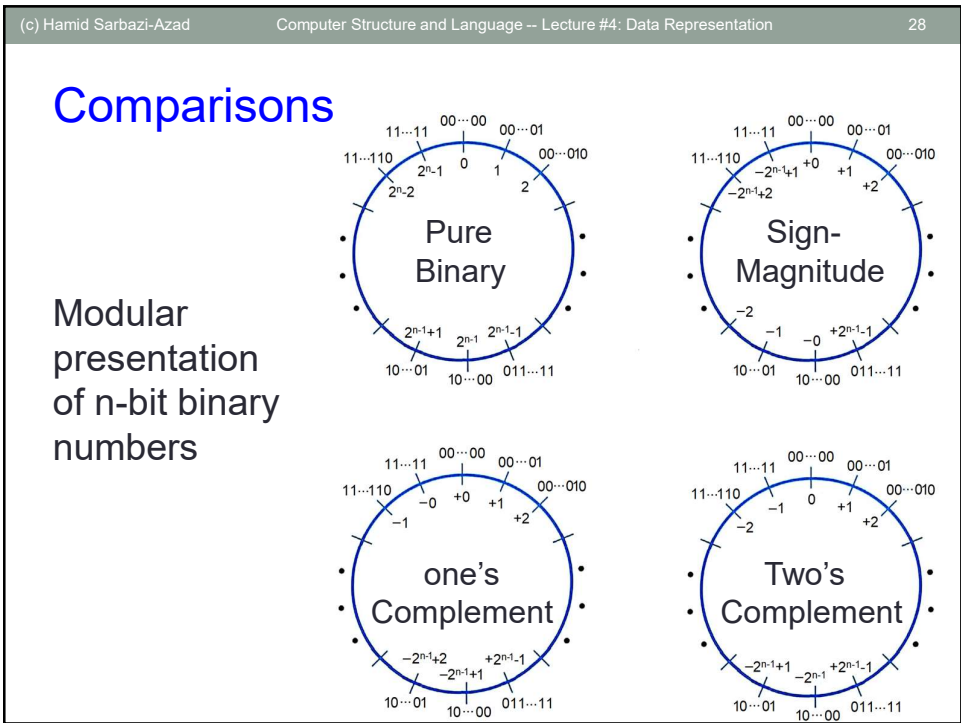 (c) Hamid Sarbazi-Azad Computer Structure and Language -- Lecture #4: Data Representation 28
Comparisons
Modular
presentation
of n-bit binary
numbers
00···00
11···11 00···01
11···110 00···010
2ⁿ-1 0 1
2ⁿ-2 2
Pure
Binary
2ⁿ⁻¹+1 2ⁿ⁻¹ 2ⁿ⁻¹-1
10···01 10···00 011···11
00···00
11···11 00···01
11···110 00···010
−2ⁿ⁻¹+1 +0 +1
−2ⁿ⁻¹+2 +2
Sign-
Magnitude
−2
−1 −0 +2ⁿ⁻¹-1
10···01 10···00 011···11
00···00
11···11 00···01
11···110 00···010
−0 +0 +1
−1 +2
one's
Complement
−2ⁿ⁻¹+2 +2ⁿ⁻¹-1
−2ⁿ⁻¹+1
10···01 10···00 011···11
00···00
11···11 00···01
11···110 00···010
−1 0 +1
−2 +2
Two's
Complement
−2ⁿ⁻¹+1 −2ⁿ⁻¹ +2ⁿ⁻¹-1
10···01 10···00 011···11